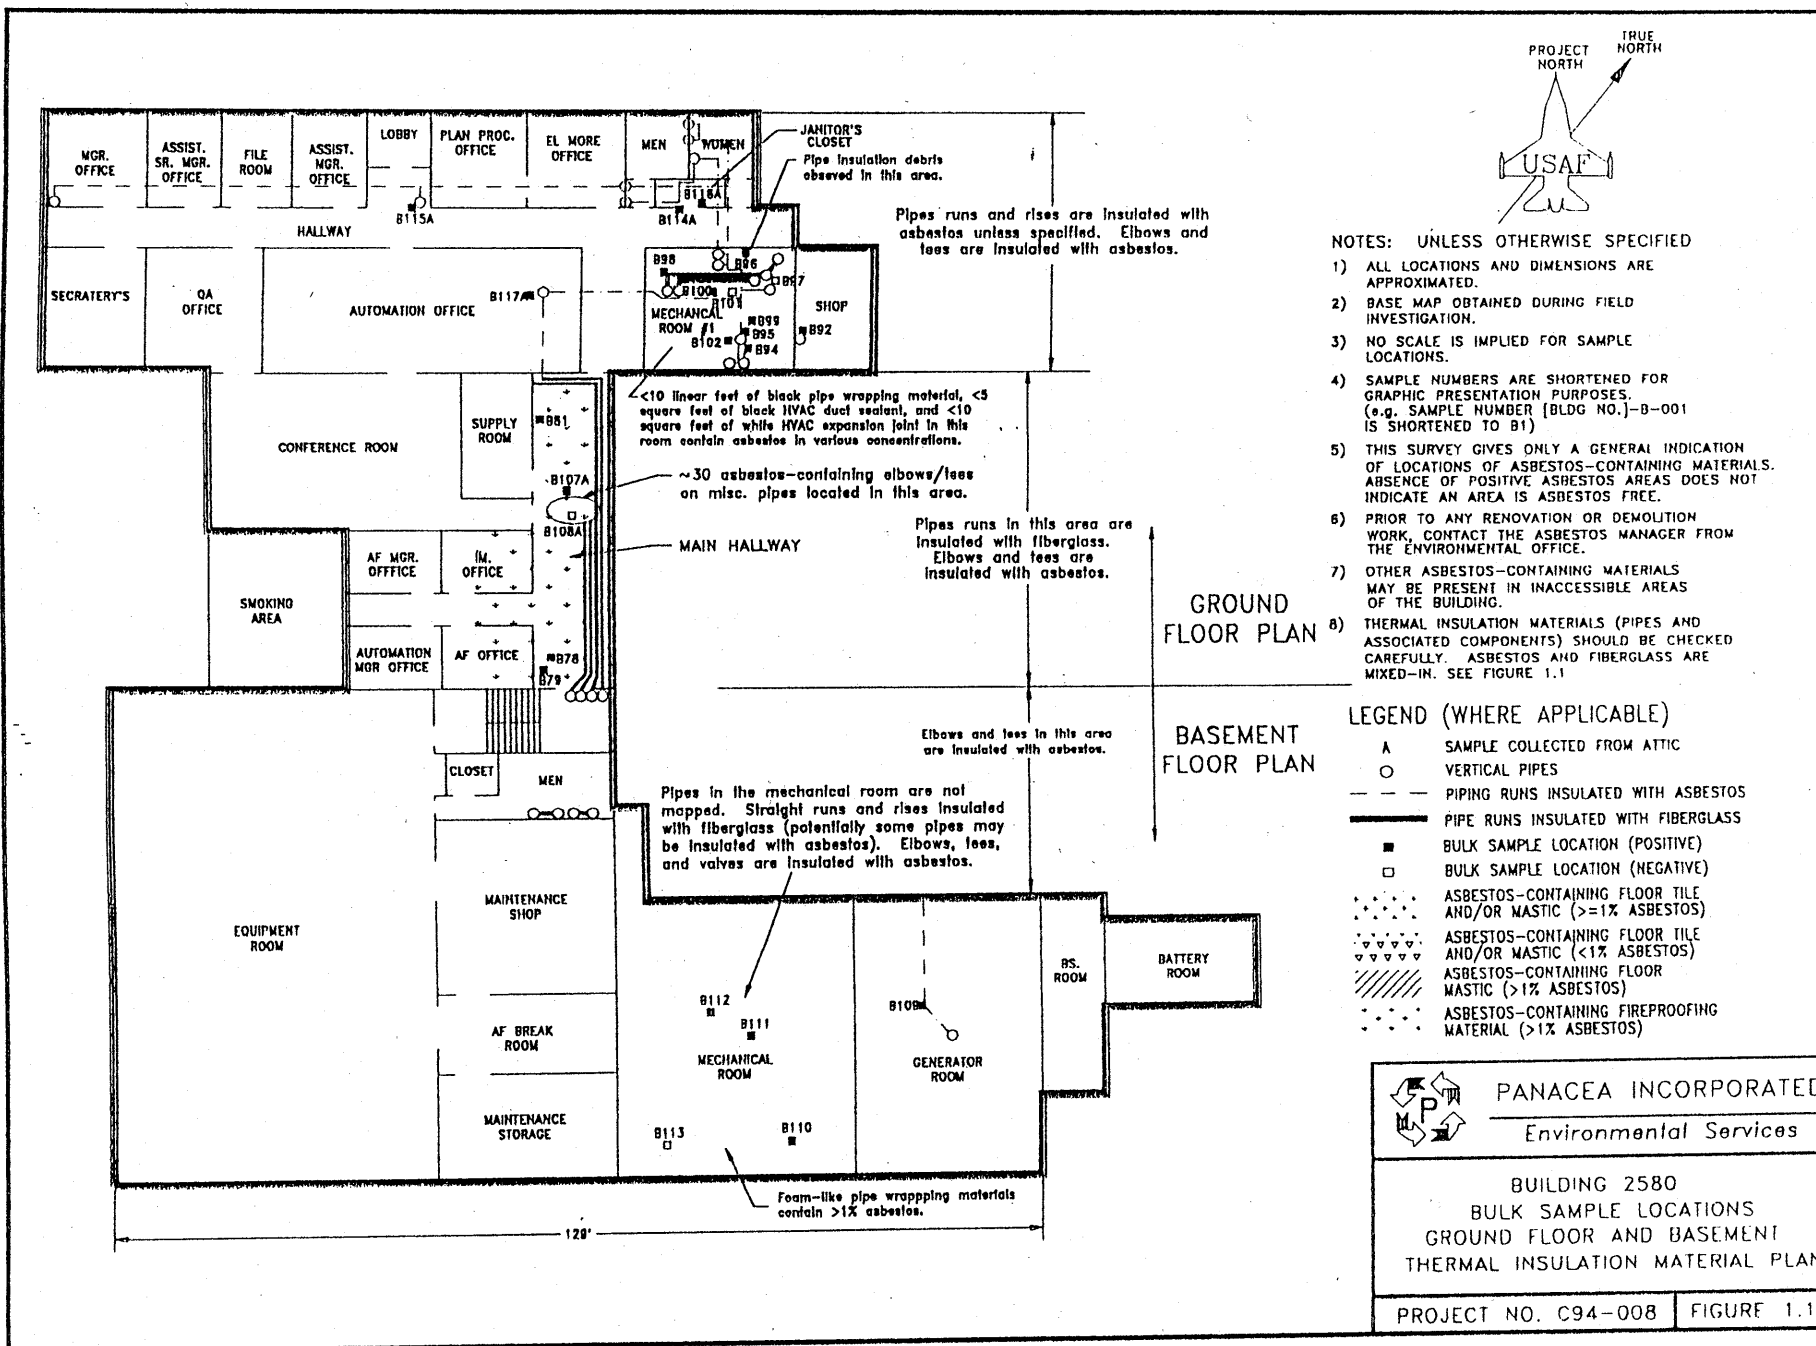 TRUE
NORTH
PROJECT
NORTH
USAF
MGR.
OFFICE
ASSIST.
SR. MGR.
OFFICE
FILE
ROOM
ASSIST.
MGR.
OFFICE
LOBBY
PLAN PROC.
OFFICE
EL MORE
OFFICE
MEN
WOMEN
JANITOR'S
CLOSET
Pipe insulation debris
obseved in this area.
B115A
B114A
HALLWAY
Pipes runs and rises are insulated with
asbestos unless specified. Elbows and
tees are insulated with asbestos.
SECRATERY'S
QA
OFFICE
AUTOMATION OFFICE
B117A
B98
B96
B97
B100
B101
MECHANCAL
ROOM #1
B99
B95
B102
B94
SHOP
B92
<10 linear feet of black pipe wrapping material, <5
square feet of black HVAC duct sealant, and <10
square feet of white HVAC expansion joint in this
room contain asbestos in various concentrations.
CONFERENCE ROOM
SUPPLY
ROOM
~30 asbestos-containing elbows/tees
on misc. pipes located in this area.
B107A
B108A
MAIN HALLWAY
Pipes runs in this area are
insulated with fiberglass.
Elbows and tees are
insulated with asbestos.
AF MGR.
OFFFICE
OFFICE
SMOKING
AREA
AUTOMATION
MGR OFFICE
AF OFFICE
B78
B79
GROUND
FLOOR PLAN
BASEMENT
FLOOR PLAN
Elbows and tees in this area
are insulated with asbestos.
CLOSET
MEN
Pipes in the mechanical room are not
mapped. Straight runs and rises insulated
with fiberglass (potentially some pipes may
be insulated with asbestos). Elbows, tees,
and valves are insulated with asbestos.
EQUIPMENT
ROOM
MAINTENANCE
SHOP
AF BREAK
ROOM
MAINTENANCE
STORAGE
B112
B111
MECHANICAL
ROOM
B113
B110
B109
GENERATOR
ROOM
BS.
ROOM
BATTERY
ROOM
Foam-like pipe wrappping materials
contain >1% asbestos.
NOTES: UNLESS OTHERWISE SPECIFIED
1) ALL LOCATIONS AND DIMENSIONS ARE
APPROXIMATED.
2) BASE MAP OBTAINED DURING FIELD
INVESTIGATION.
3) NO SCALE IS IMPLIED FOR SAMPLE
LOCATIONS.
4) SAMPLE NUMBERS ARE SHORTENED FOR
GRAPHIC PRESENTATION PURPOSES.
(e.g. SAMPLE NUMBER [BLDG NO.]-B-001
IS SHORTENED TO B1)
5) THIS SURVEY GIVES ONLY A GENERAL INDICATION
OF LOCATIONS OF ASBESTOS-CONTAINING MATERIALS.
ABSENCE OF POSITIVE ASBESTOS AREAS DOES NOT
INDICATE AN AREA IS ASBESTOS FREE.
6) PRIOR TO ANY RENOVATION OR DEMOLITION
WORK, CONTACT THE ASBESTOS MANAGER FROM
THE ENVIRONMENTAL OFFICE.
7) OTHER ASBESTOS-CONTAINING MATERIALS
MAY BE PRESENT IN INACCESSIBLE AREAS
OF THE BUILDING.
8) THERMAL INSULATION MATERIALS (PIPES AND
ASSOCIATED COMPONENTS) SHOULD BE CHECKED
CAREFULLY. ASBESTOS AND FIBERGLASS ARE
MIXED-IN. SEE FIGURE 1.1
LEGEND (WHERE APPLICABLE)
A SAMPLE COLLECTED FROM ATTIC
VERTICAL PIPES
PIPING RUNS INSULATED WITH ASBESTOS
PIPE RUNS INSULATED WITH FIBERGLASS
BULK SAMPLE LOCATION (POSITIVE)
BULK SAMPLE LOCATION (NEGATIVE)
ASBESTOS-CONTAINING FLOOR TILE
AND/OR MASTIC (>=1% ASBESTOS)
ASBESTOS-CONTAINING FLOOR TILE
AND/OR MASTIC (<1% ASBESTOS)
ASBESTOS-CONTAINING FLOOR
MASTIC (>1% ASBESTOS)
ASBESTOS-CONTAINING FIREPROOFING
MATERIAL (>1% ASBESTOS)
P
PANACEA INCORPORATED
Environmental Services
BUILDING 2580
BULK SAMPLE LOCATIONS
GROUND FLOOR AND BASEMENT
THERMAL INSULATION MATERIAL PLAN
PROJECT NO. C94-008
FIGURE 1.1